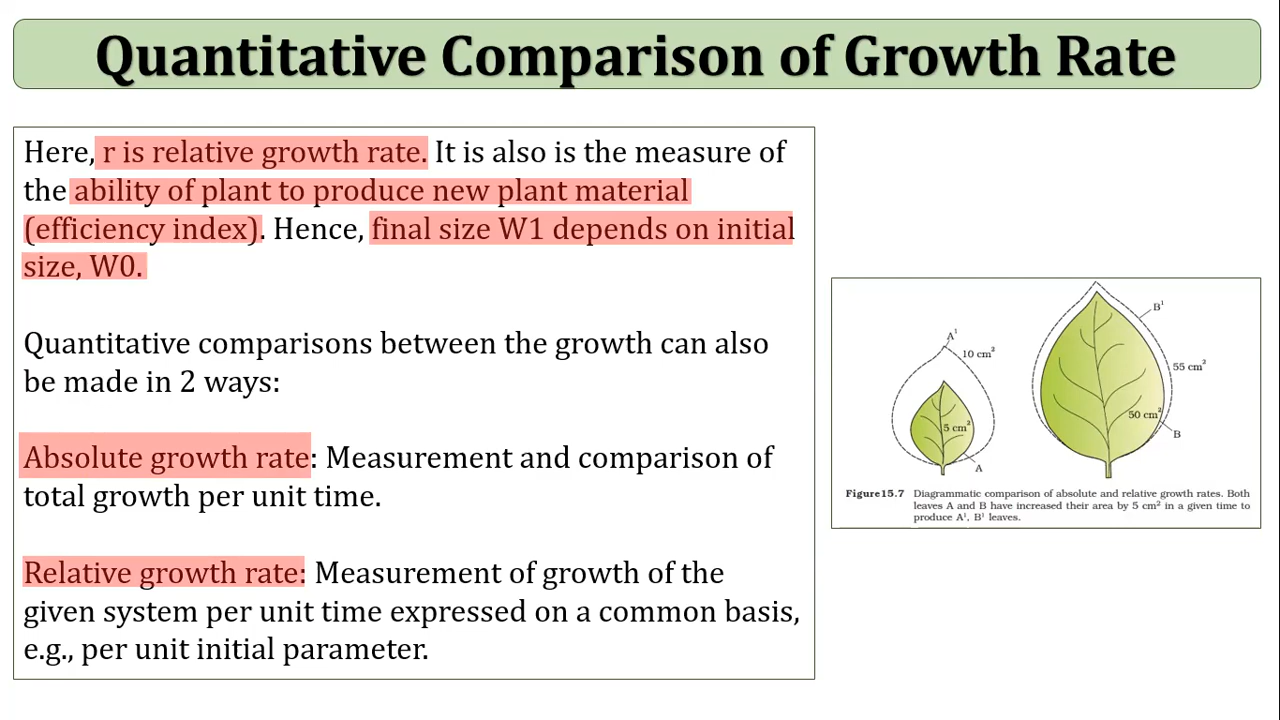 Quantitative Comparison of Growth Rate
Here, r is relative growth rate. It is also is the measure of
the ability of plant to produce new plant material
(efficiency index). Hence, final size W1 depends on initial
size, W0.
Quantitative comparisons between the growth can also
be made in 2 ways:
Absolute growth rate: Measurement and comparison of
total growth per unit time.
Relative growth rate: Measurement of growth of the
given system per unit time expressed on a common basis,
e.g., per unit initial parameter.
A¹
10 cm²
5 cm²
A
B¹
55 cm²
50 cm²
B
Figure15.7 Diagrammatic comparison of absolute and relative growth rates. Both
leaves A and B have increased their area by 5 cm² in a given time to
produce A¹, B¹ leaves.